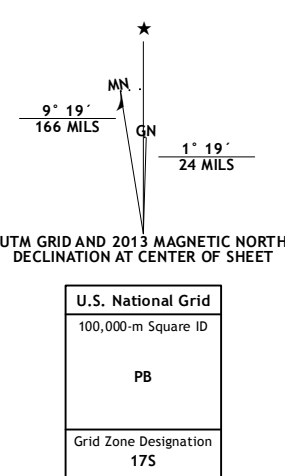 ★
MN
GN
9° 19´
166 MILS
1° 19´
24 MILS
UTM GRID AND 2013 MAGNETIC NORTH
DECLINATION AT CENTER OF SHEET
U.S. National Grid
100,000-m Square ID
PB
Grid Zone Designation
17S